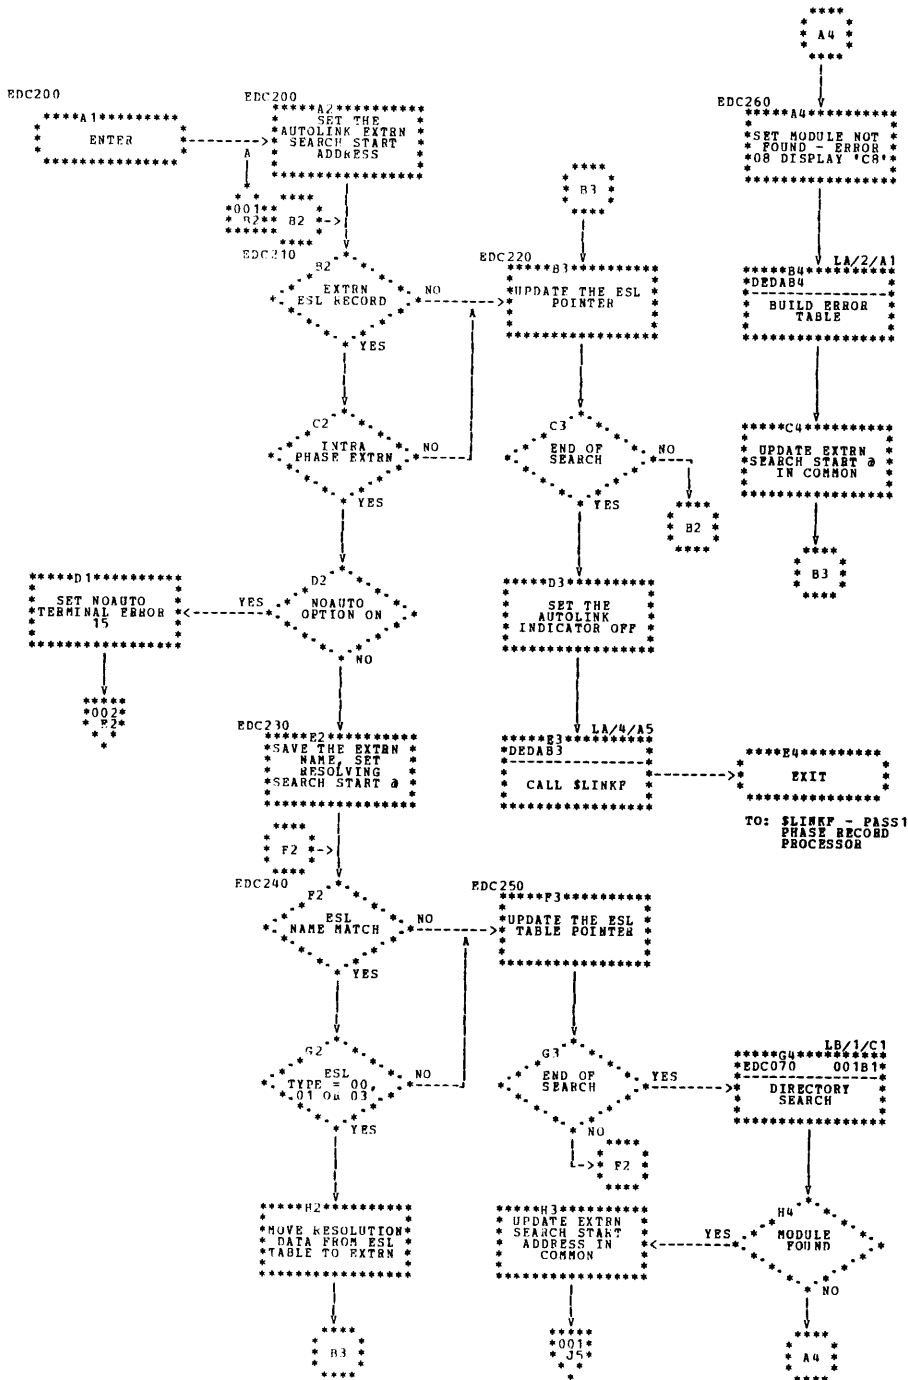 A4
EDC200
A1
ENTER
EDC200
A2
SET THE
AUTOLINK EXTRN
SEARCH START
ADDRESS
A
001
B2
B2
EDC260
A4
SET MODULE NOT
FOUND - ERROR
08 DISPLAY 'C8'
B3
EDC210
B2
EXTRN
ESL RECORD
NO
YES
EDC220
B3
UPDATE THE ESL
POINTER
A
LA/2/A1
B4
DEDAB4
BUILD ERROR
TABLE
C2
INTRA
PHASE EXTRN
NO
YES
C3
END OF
SEARCH
NO
YES
B2
C4
UPDATE EXTRN
SEARCH START @
IN COMMON
B3
D1
SET NOAUTO
TERMINAL ERROR
15
YES
D2
NOAUTO
OPTION ON
NO
D3
SET THE
AUTOLINK
INDICATOR OFF
002
EDC230
E2
SAVE THE EXTRN
NAME, SET
RESOLVING
SEARCH START @
LA/4/A5
E3
DEDAB3
CALL $LINKP
E4
EXIT
TO: $LINKP - PASS1
PHASE RECORD
PROCESSOR
F2
EDC240
F2
ESL
NAME MATCH
NO
YES
EDC250
F3
UPDATE THE ESL
TABLE POINTER
A
G2
ESL
TYPE = 00,
01 OR 03
NO
YES
G3
END OF
SEARCH
YES
NO
F2
LB/1/C1
G4
EDC070 001B1
DIRECTORY
SEARCH
H2
MOVE RESOLUTION
DATA FROM ESL
TABLE TO EXTRN
H3
UPDATE EXTRN
SEARCH START
ADDRESS IN
COMMON
YES
H4
MODULE
FOUND
NO
B3
001
J5
A4